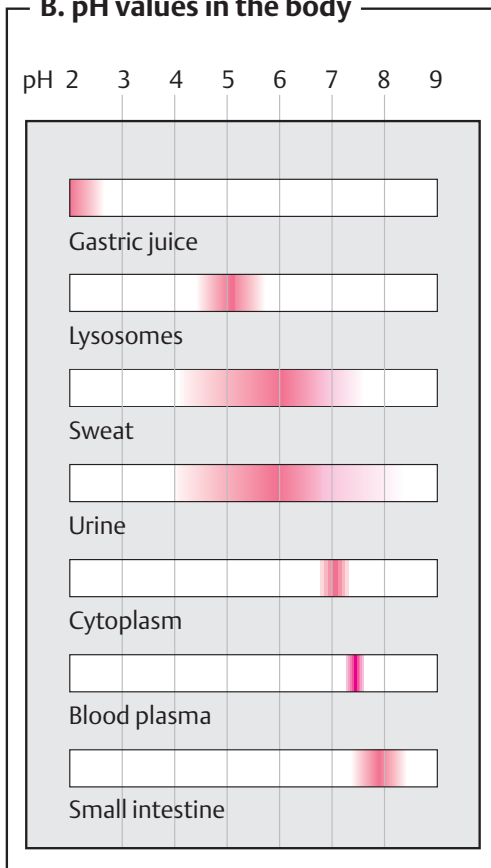 B. pH values in the body
pH 2 3 4 5 6 7 8 9
Gastric juice
Lysosomes
Sweat
Urine
Cytoplasm
Blood plasma
Small intestine